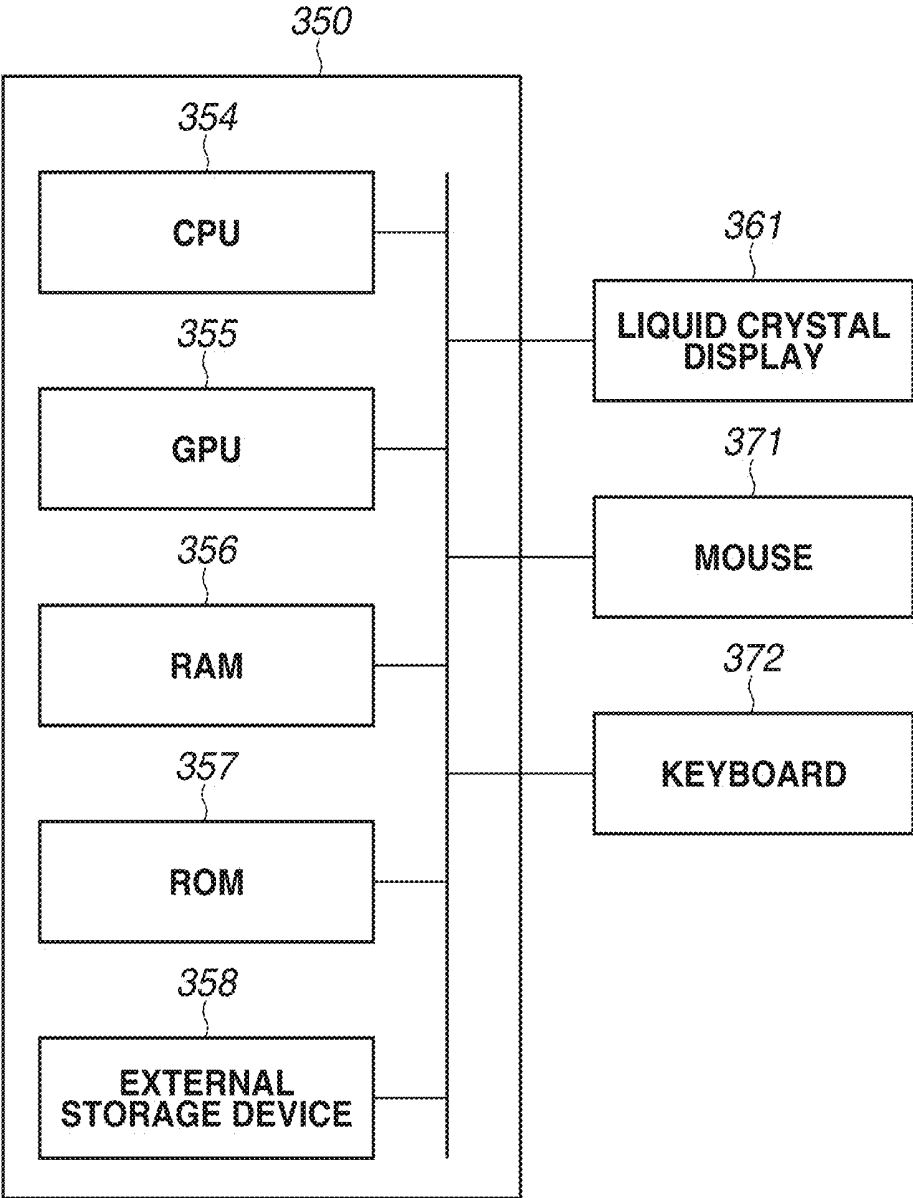 350
354
CPU
355
GPU
356
RAM
357
ROM
358
EXTERNAL
STORAGE DEVICE
361
LIQUID CRYSTAL
DISPLAY
371
MOUSE
372
KEYBOARD